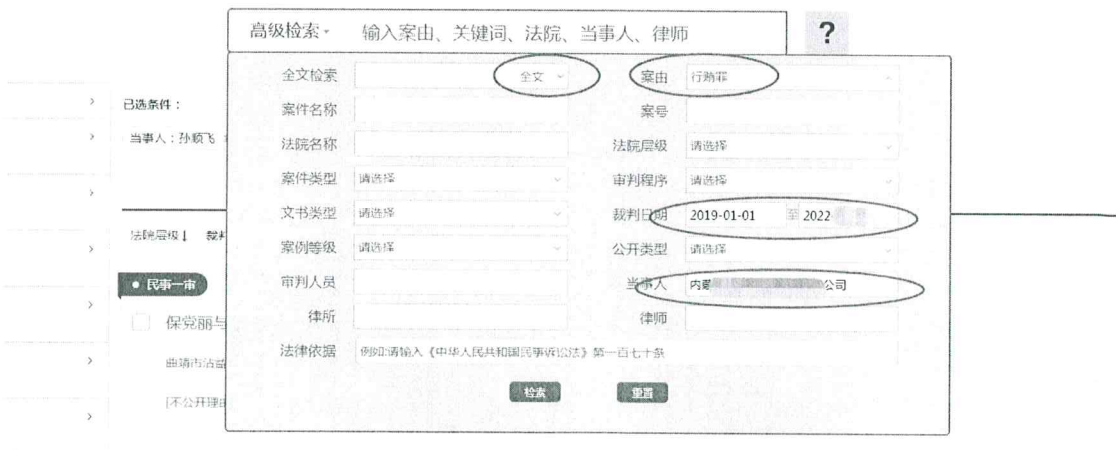 高级检索 输入案由、关键词、法院、当事人、律师 ?
全文检索 全文 案由 行贿罪
案件名称 案号
法院名称 法院层级 请选择
案件类型 请选择 审判程序 请选择
文书类型 请选择 裁判日期 2019-01-01 至 2022-
案例等级 请选择 公开类型 请选择
审判人员 当事人 内蒙 公司
律所 律师
法律依据 例如:请输入《中华人民共和国民事诉讼法》第一百七十条
检索 重置
已选条件：
当事人：孙顺飞
法院层级↓ 裁判
民事一审
保党丽与
曲靖市沾益
[不公开理由